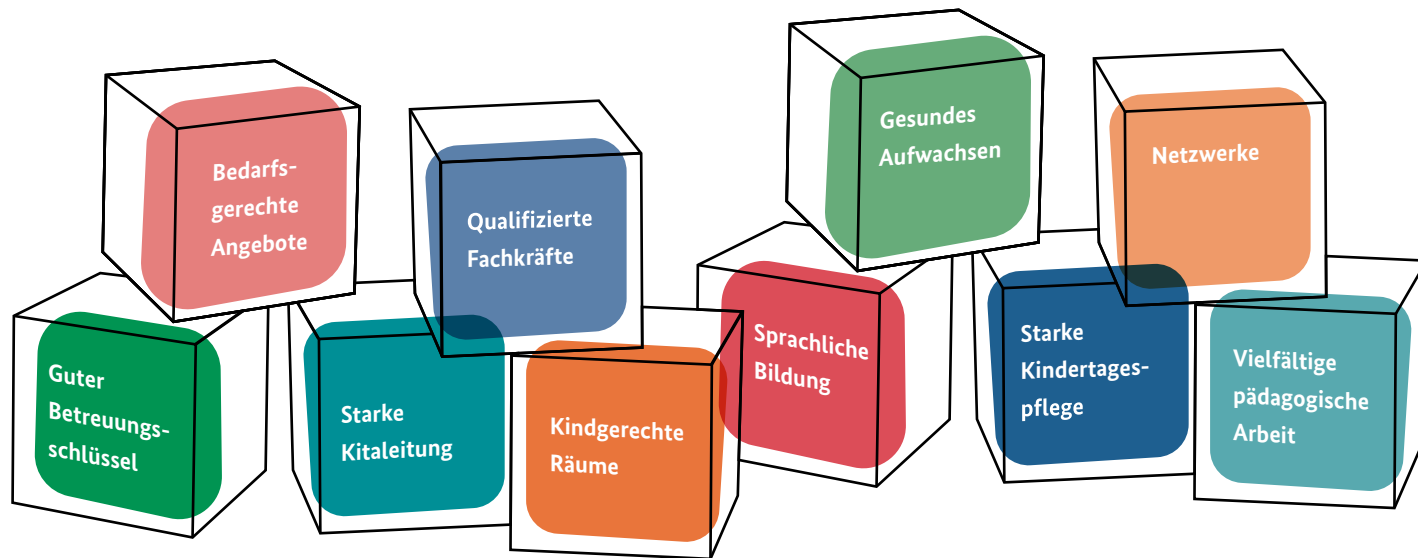 Bedarfs-
gerechte
Angebote
Qualifizierte
Fachkräfte
Gesundes
Aufwachsen
Netzwerke
Guter
Betreuungs-
schlüssel
Starke
Kitaleitung
Kindgerechte
Räume
Sprachliche
Bildung
Starke
Kindertages-
pflege
Vielfältige
pädagogische
Arbeit